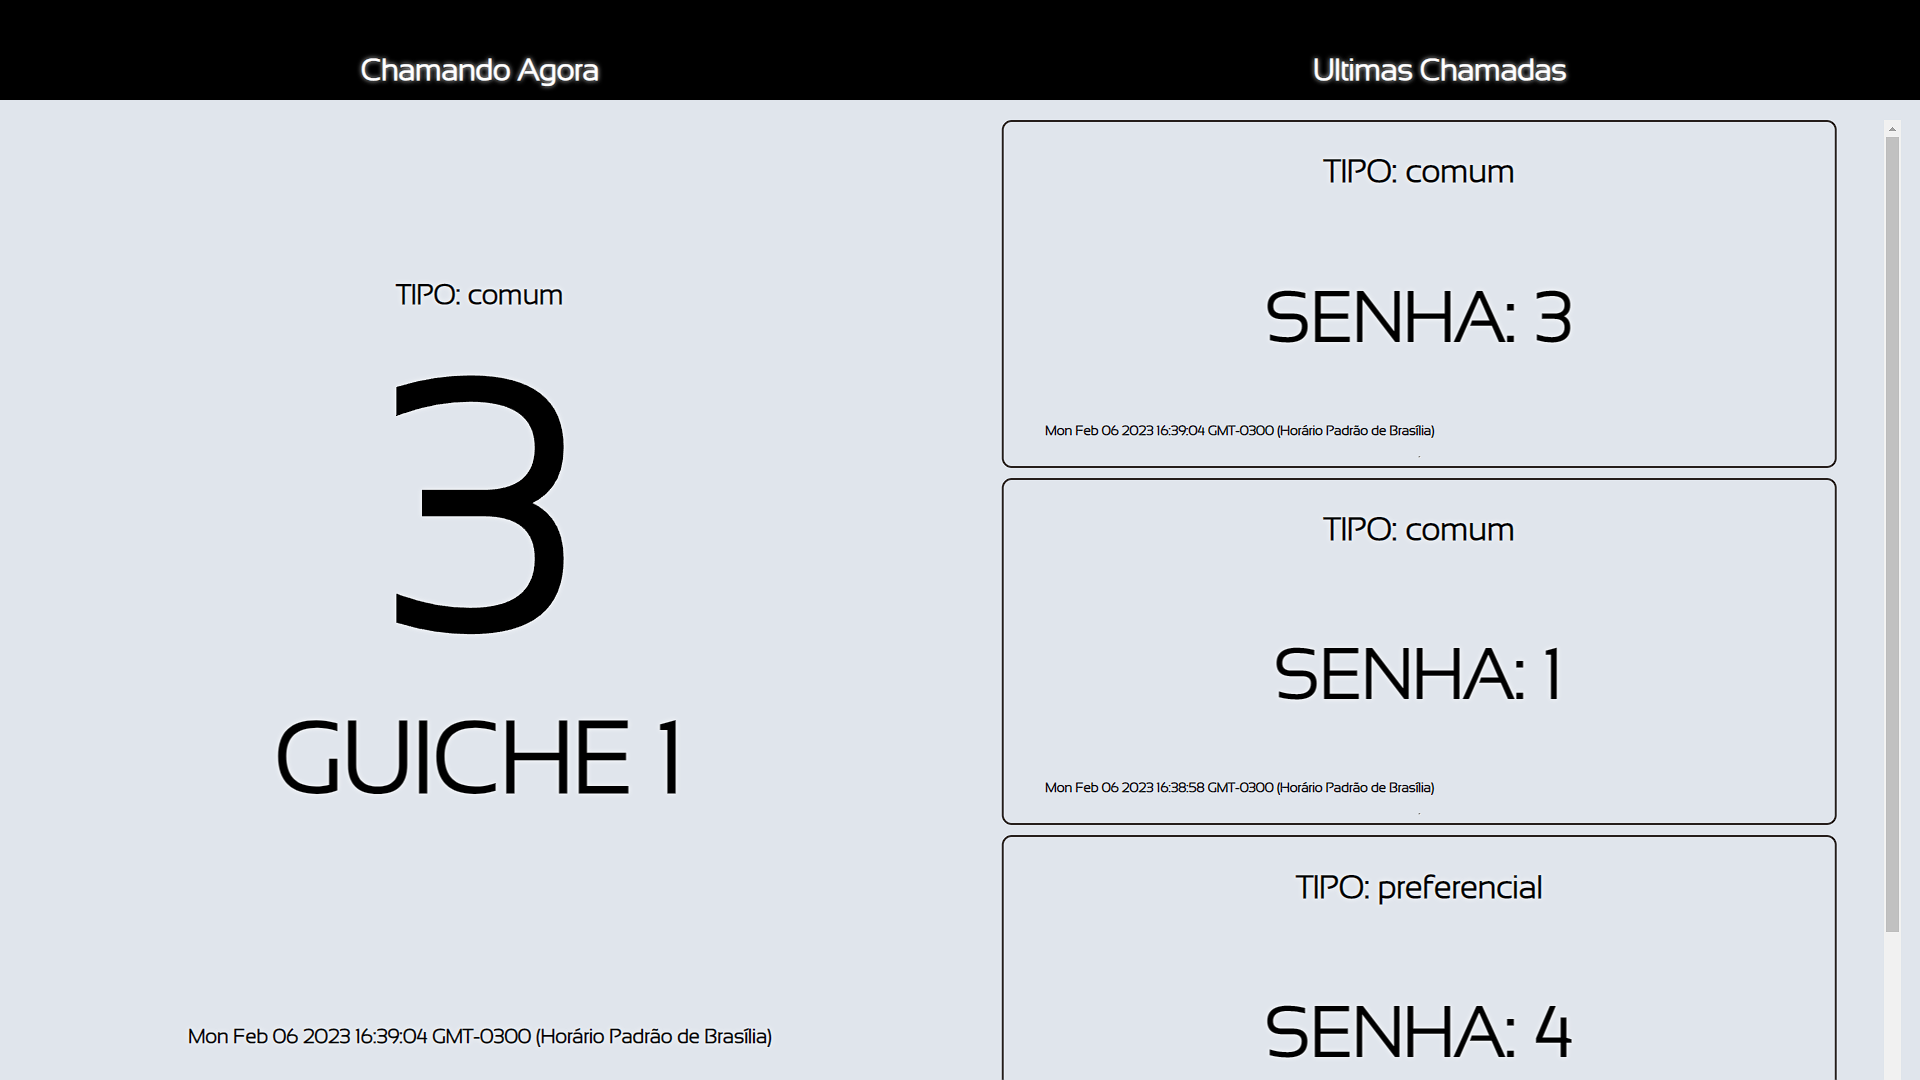 Chamando Agora
TIPO: comum
3
GUICHE 1
Mon Feb 06 2023 16:39:04 GMT-0300 (Horário Padrão de Brasília)
Ultimas Chamadas
TIPO: comum
SENHA: 3
Mon Feb 06 2023 16:39:04 GMT-0300 (Horário Padrão de Brasília)
.
TIPO: comum
SENHA: 1
Mon Feb 06 2023 16:38:58 GMT-0300 (Horário Padrão de Brasília)
.
TIPO: preferencial
SENHA: 4